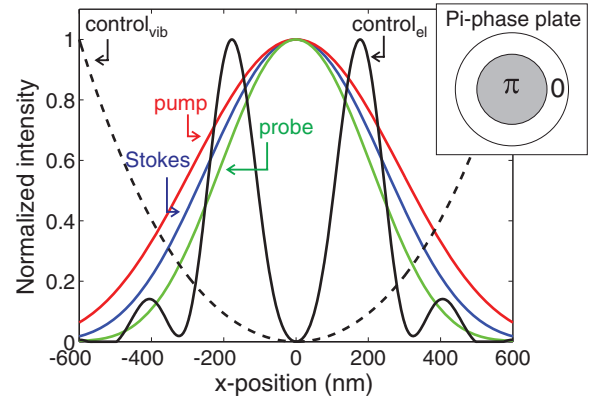 control_vib
control_el
Pi-phase plate
π
0
pump
probe
Stokes
Normalized intensity
1
0.8
0.6
0.4
0.2
0
-600
-400
-200
0
200
400
600
x-position (nm)